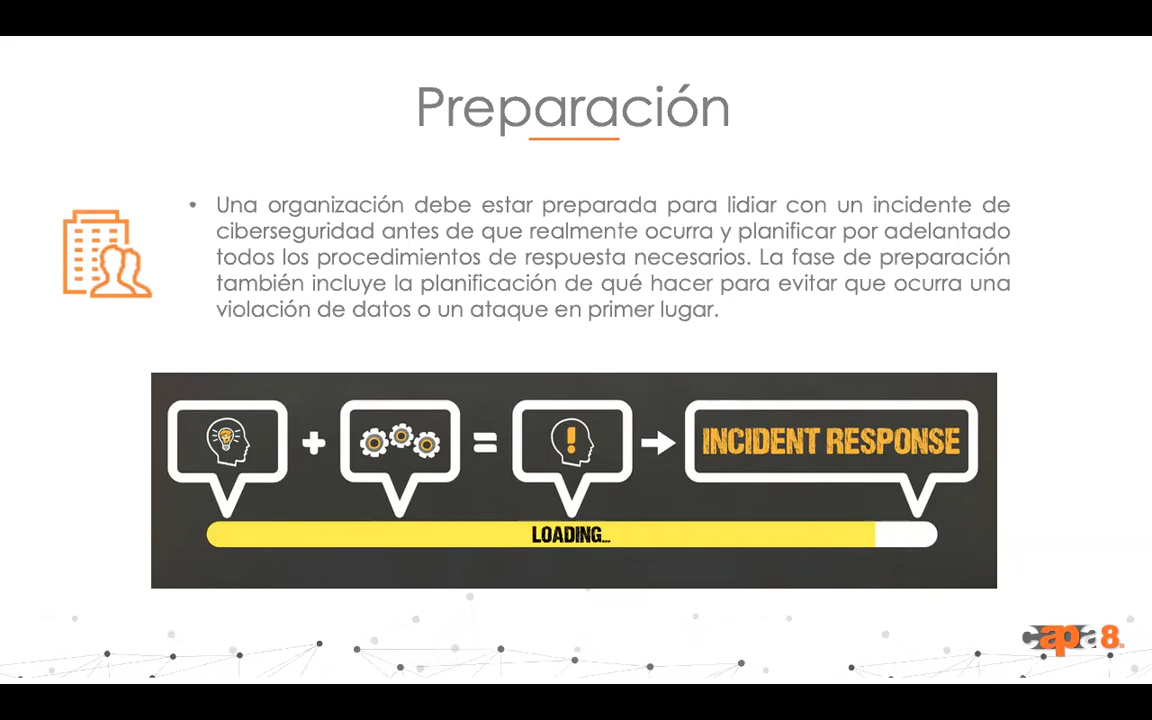 Preparación
• Una organización debe estar preparada para lidiar con un incidente de
ciberseguridad antes de que realmente ocurra y planificar por adelantado
todos los procedimientos de respuesta necesarios. La fase de preparación
también incluye la planificación de qué hacer para evitar que ocurra una
violación de datos o un ataque en primer lugar.
INCIDENT RESPONSE
LOADING...
capa8